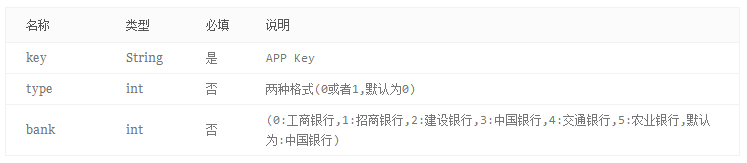 名称 类型 必填 说明
key String 是 APP Key
type int 否 两种格式(0或者1,默认为0)
bank int 否 (0:工商银行,1:招商银行,2:建设银行,3:中国银行,4:交通银行,5:农业银行,默认
为:中国银行)